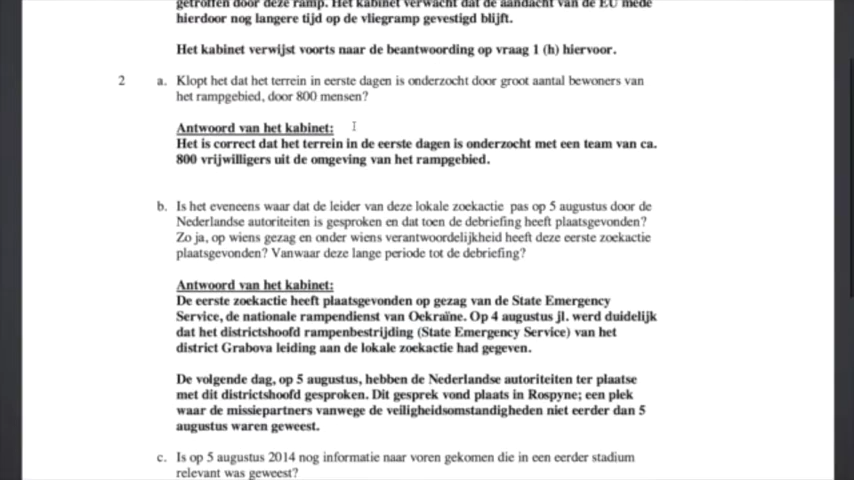 getroffen door deze ramp. Het kabinet verwacht dat de aandacht van de EU mede
hierdoor nog langere tijd op de vliegramp gevestigd blijft.
Het kabinet verwijst voorts naar de beantwoording op vraag 1 (h) hiervoor.
2 a. Klopt het dat het terrein in eerste dagen is onderzocht door groot aantal bewoners van
het rampgebied, door 800 mensen?
Antwoord van het kabinet:
Het is correct dat het terrein in de eerste dagen is onderzocht met een team van ca.
800 vrijwilligers uit de omgeving van het rampgebied.
b. Is het eveneens waar dat de leider van deze lokale zoekactie pas op 5 augustus door de
Nederlandse autoriteiten is gesproken en dat toen de debriefing heeft plaatsgevonden?
Zo ja, op wiens gezag en onder wiens verantwoordelijkheid heeft deze eerste zoekactie
plaatsgevonden? Vanwaar deze lange periode tot de debriefing?
Antwoord van het kabinet:
De eerste zoekactie heeft plaatsgevonden op gezag van de State Emergency
Service, de nationale rampendienst van Oekraïne. Op 4 augustus jl. werd duidelijk
dat het districtshoofd rampenbestrijding (State Emergency Service) van het
district Grabova leiding aan de lokale zoekactie had gegeven.
De volgende dag, op 5 augustus, hebben de Nederlandse autoriteiten ter plaatse
met dit districtshoofd gesproken. Dit gesprek vond plaats in Rospyne; een plek
waar de missiepartners vanwege de veiligheidsomstandigheden niet eerder dan 5
augustus waren geweest.
c. Is op 5 augustus 2014 nog informatie naar voren gekomen die in een eerder stadium
relevant was geweest?